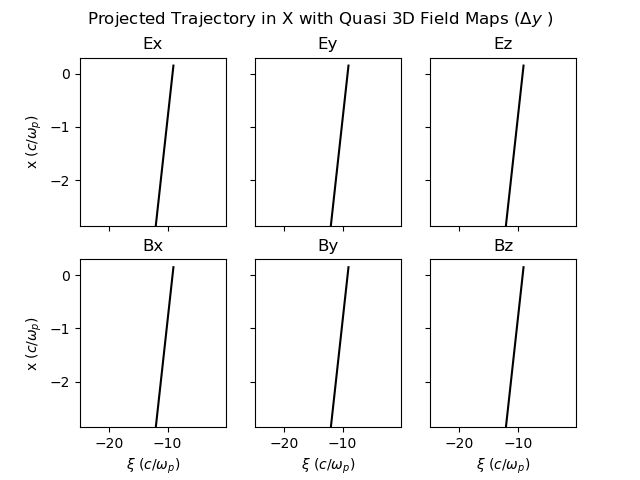 Projected Trajectory in X with Quasi 3D Field Maps (Δy )
Ex Ey Ez
0
−1
−2
x (c/ωp)
Bx By Bz
0
−1
−2
x (c/ωp)
−20 −10 −20 −10 −20 −10
ξ (c/ωp) ξ (c/ωp) ξ (c/ωp)